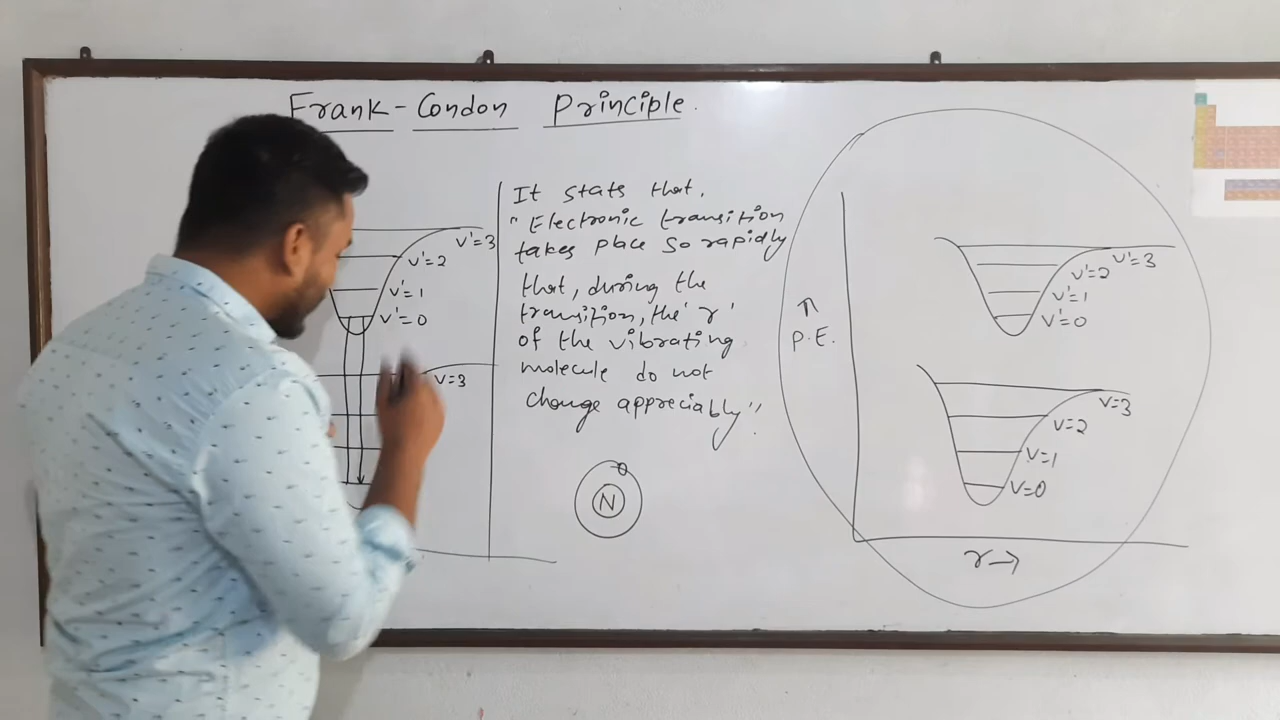 Frank-Condon Principle.
v'=3
v'=2
v'=1
v'=0
v=3
It stats that,
"Electronic transition
takes place so rapidly
that, during the
transition, the 'r'
of the vibrating
molecule do not
change appreciably".
N
P.E.
v'=3
v'=2
v'=1
v'=0
v=3
v=2
v=1
v=0
r→